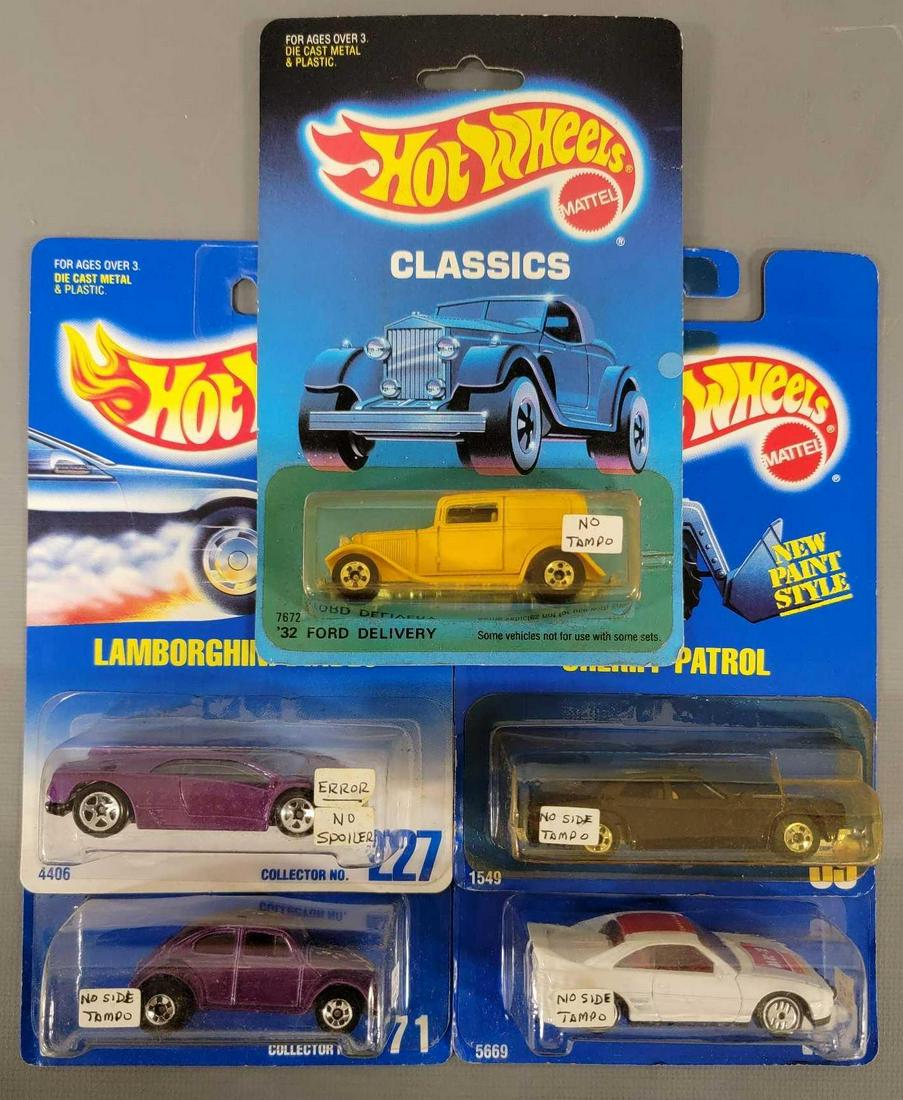 FOR AGES OVER 3.
DIE CAST METAL
& PLASTIC.
HOT WHEELS®
MATTEL
®
CLASSICS
NO
TAMPO
7672
'32 FORD DELIVERY
Some vehicles not for use with some sets.
FOR AGES OVER 3.
DIE CAST METAL
& PLASTIC.
HOT
LAMBORGHINI
ERROR
NO
SPOILER
4406
COLLECTOR NO.
227
WHEELS
MATTEL
®
NEW
PAINT
STYLE
SHERIFF PATROL
NO SIDE
TAMPO
1549
COLLECTOR NO.
NO SIDE
TAMPO
71
NO SIDE
TAMPO
5669